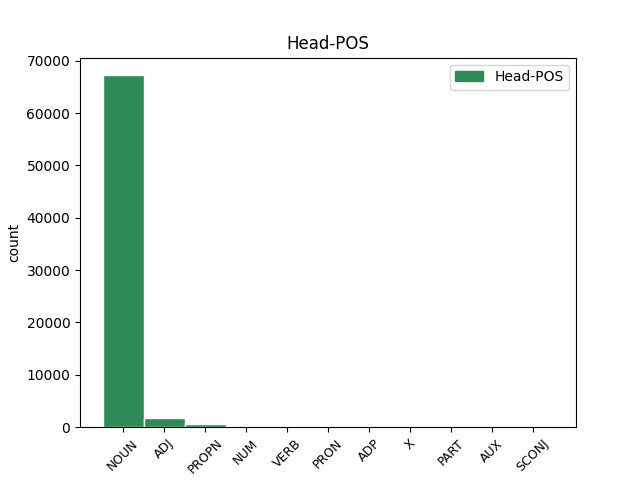 Head-POS
Head-POS
70000
60000
50000
40000
30000
20000
10000
0
count
NOUN
ADJ
PROPN
NUM
VERB
PRON
ADP
X
PART
AUX
SCONJ